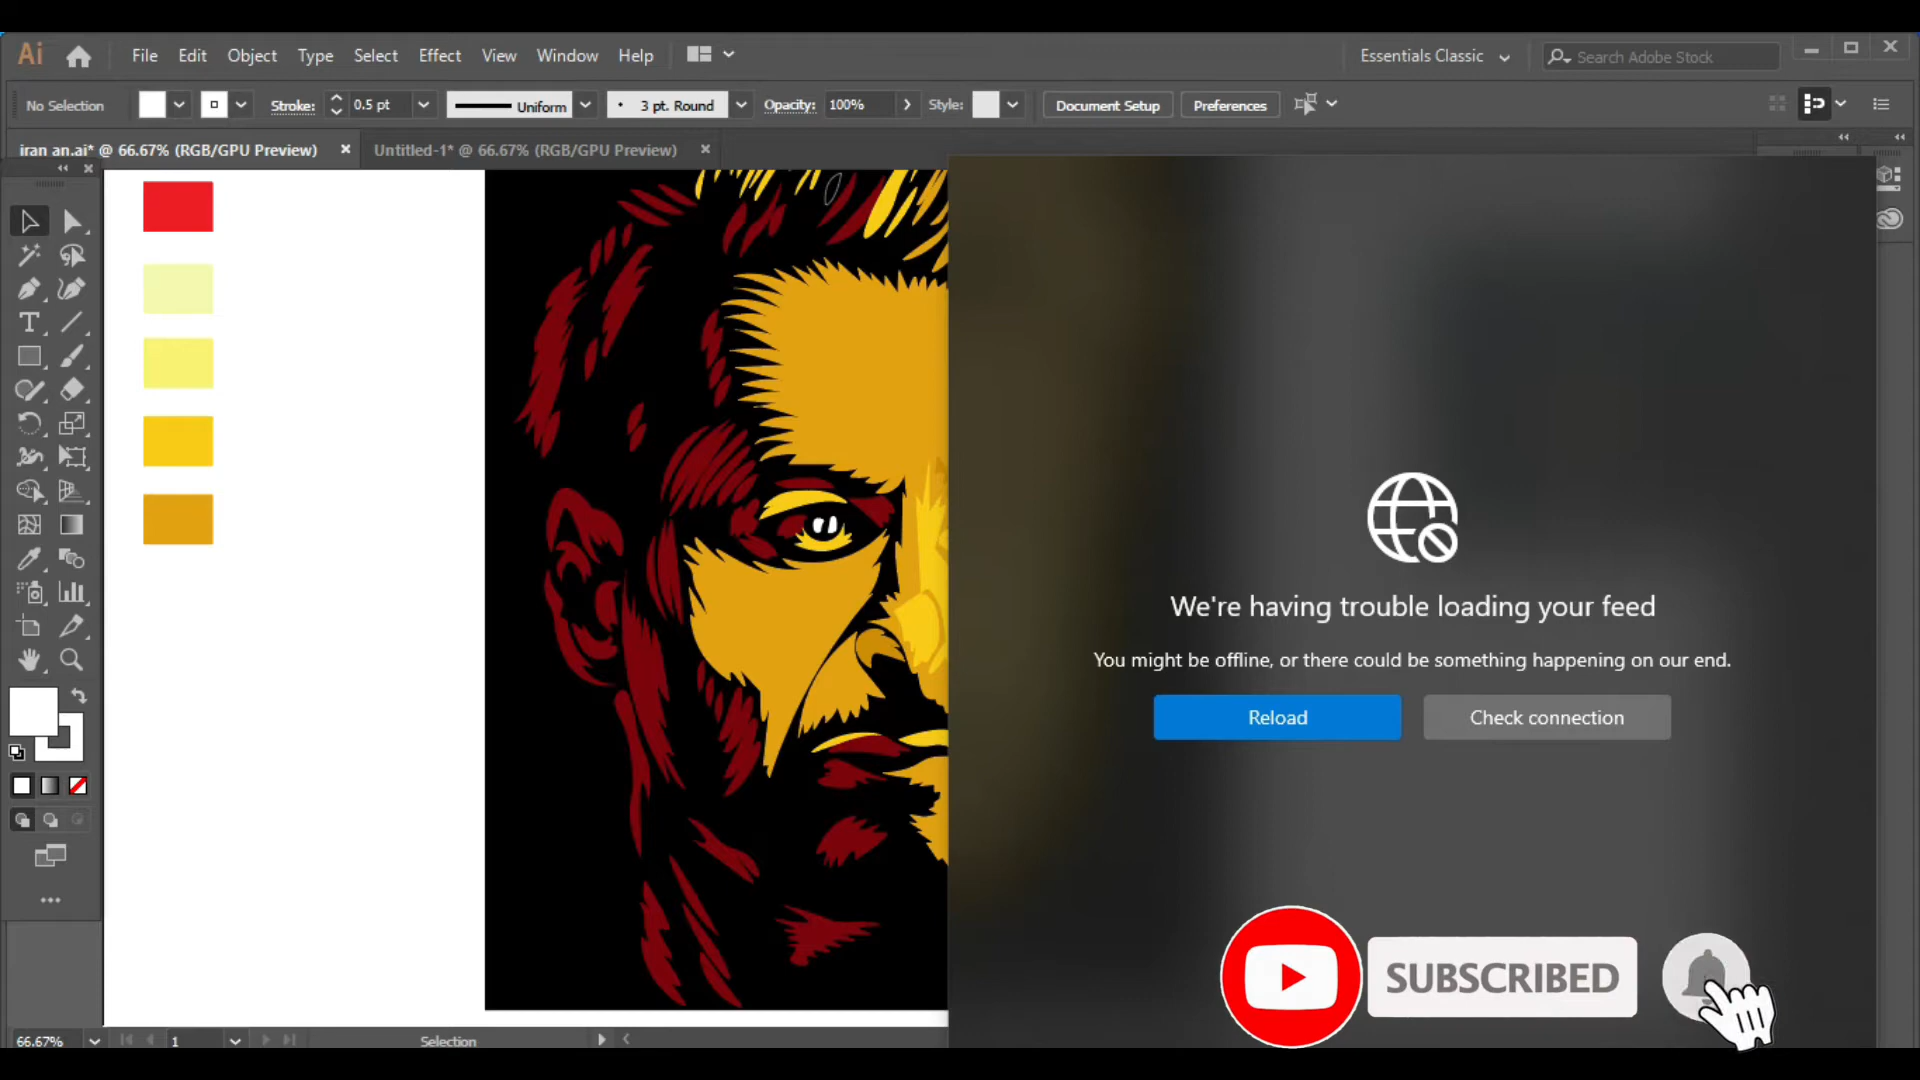 Ai File Edit Object Type Select Effect View Window Help Essentials Classic Search Adobe Stock
No Selection Stroke: 0.5 pt Uniform 3 pt. Round Opacity: 100% Style: Document Setup Preferences
iran an.ai* @ 66.67% (RGB/GPU Preview) Untitled-1* @ 66.67% (RGB/GPU Preview)
We're having trouble loading your feed
You might be offline, or there could be something happening on our end.
Reload Check connection
SUBSCRIBED
66.67% 1 Selection